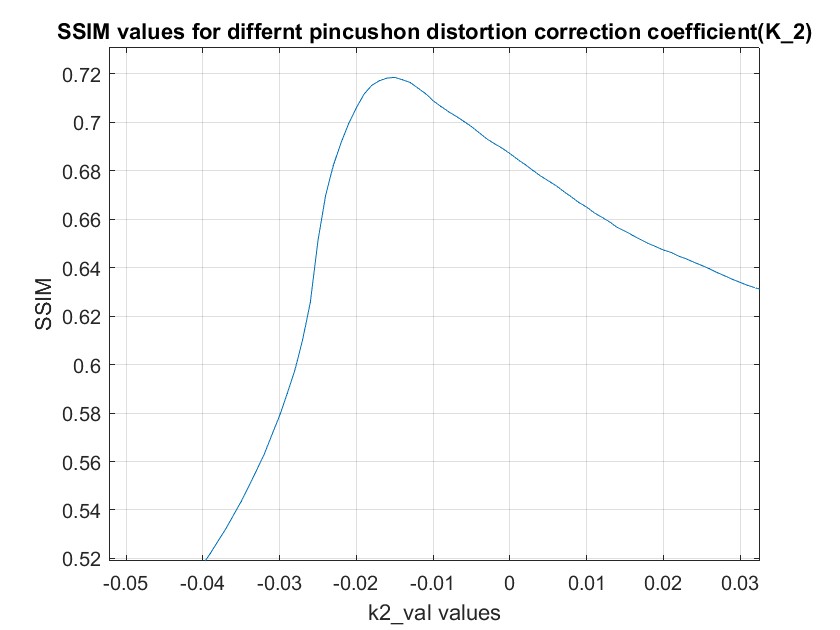 SSIM values for differnt pincushon distortion correction coefficient(K_2)
0.72
0.7
0.68
0.66
0.64
0.62
0.6
0.58
0.56
0.54
0.52
SSIM
-0.05 -0.04 -0.03 -0.02 -0.01 0 0.01 0.02 0.03
k2_val values